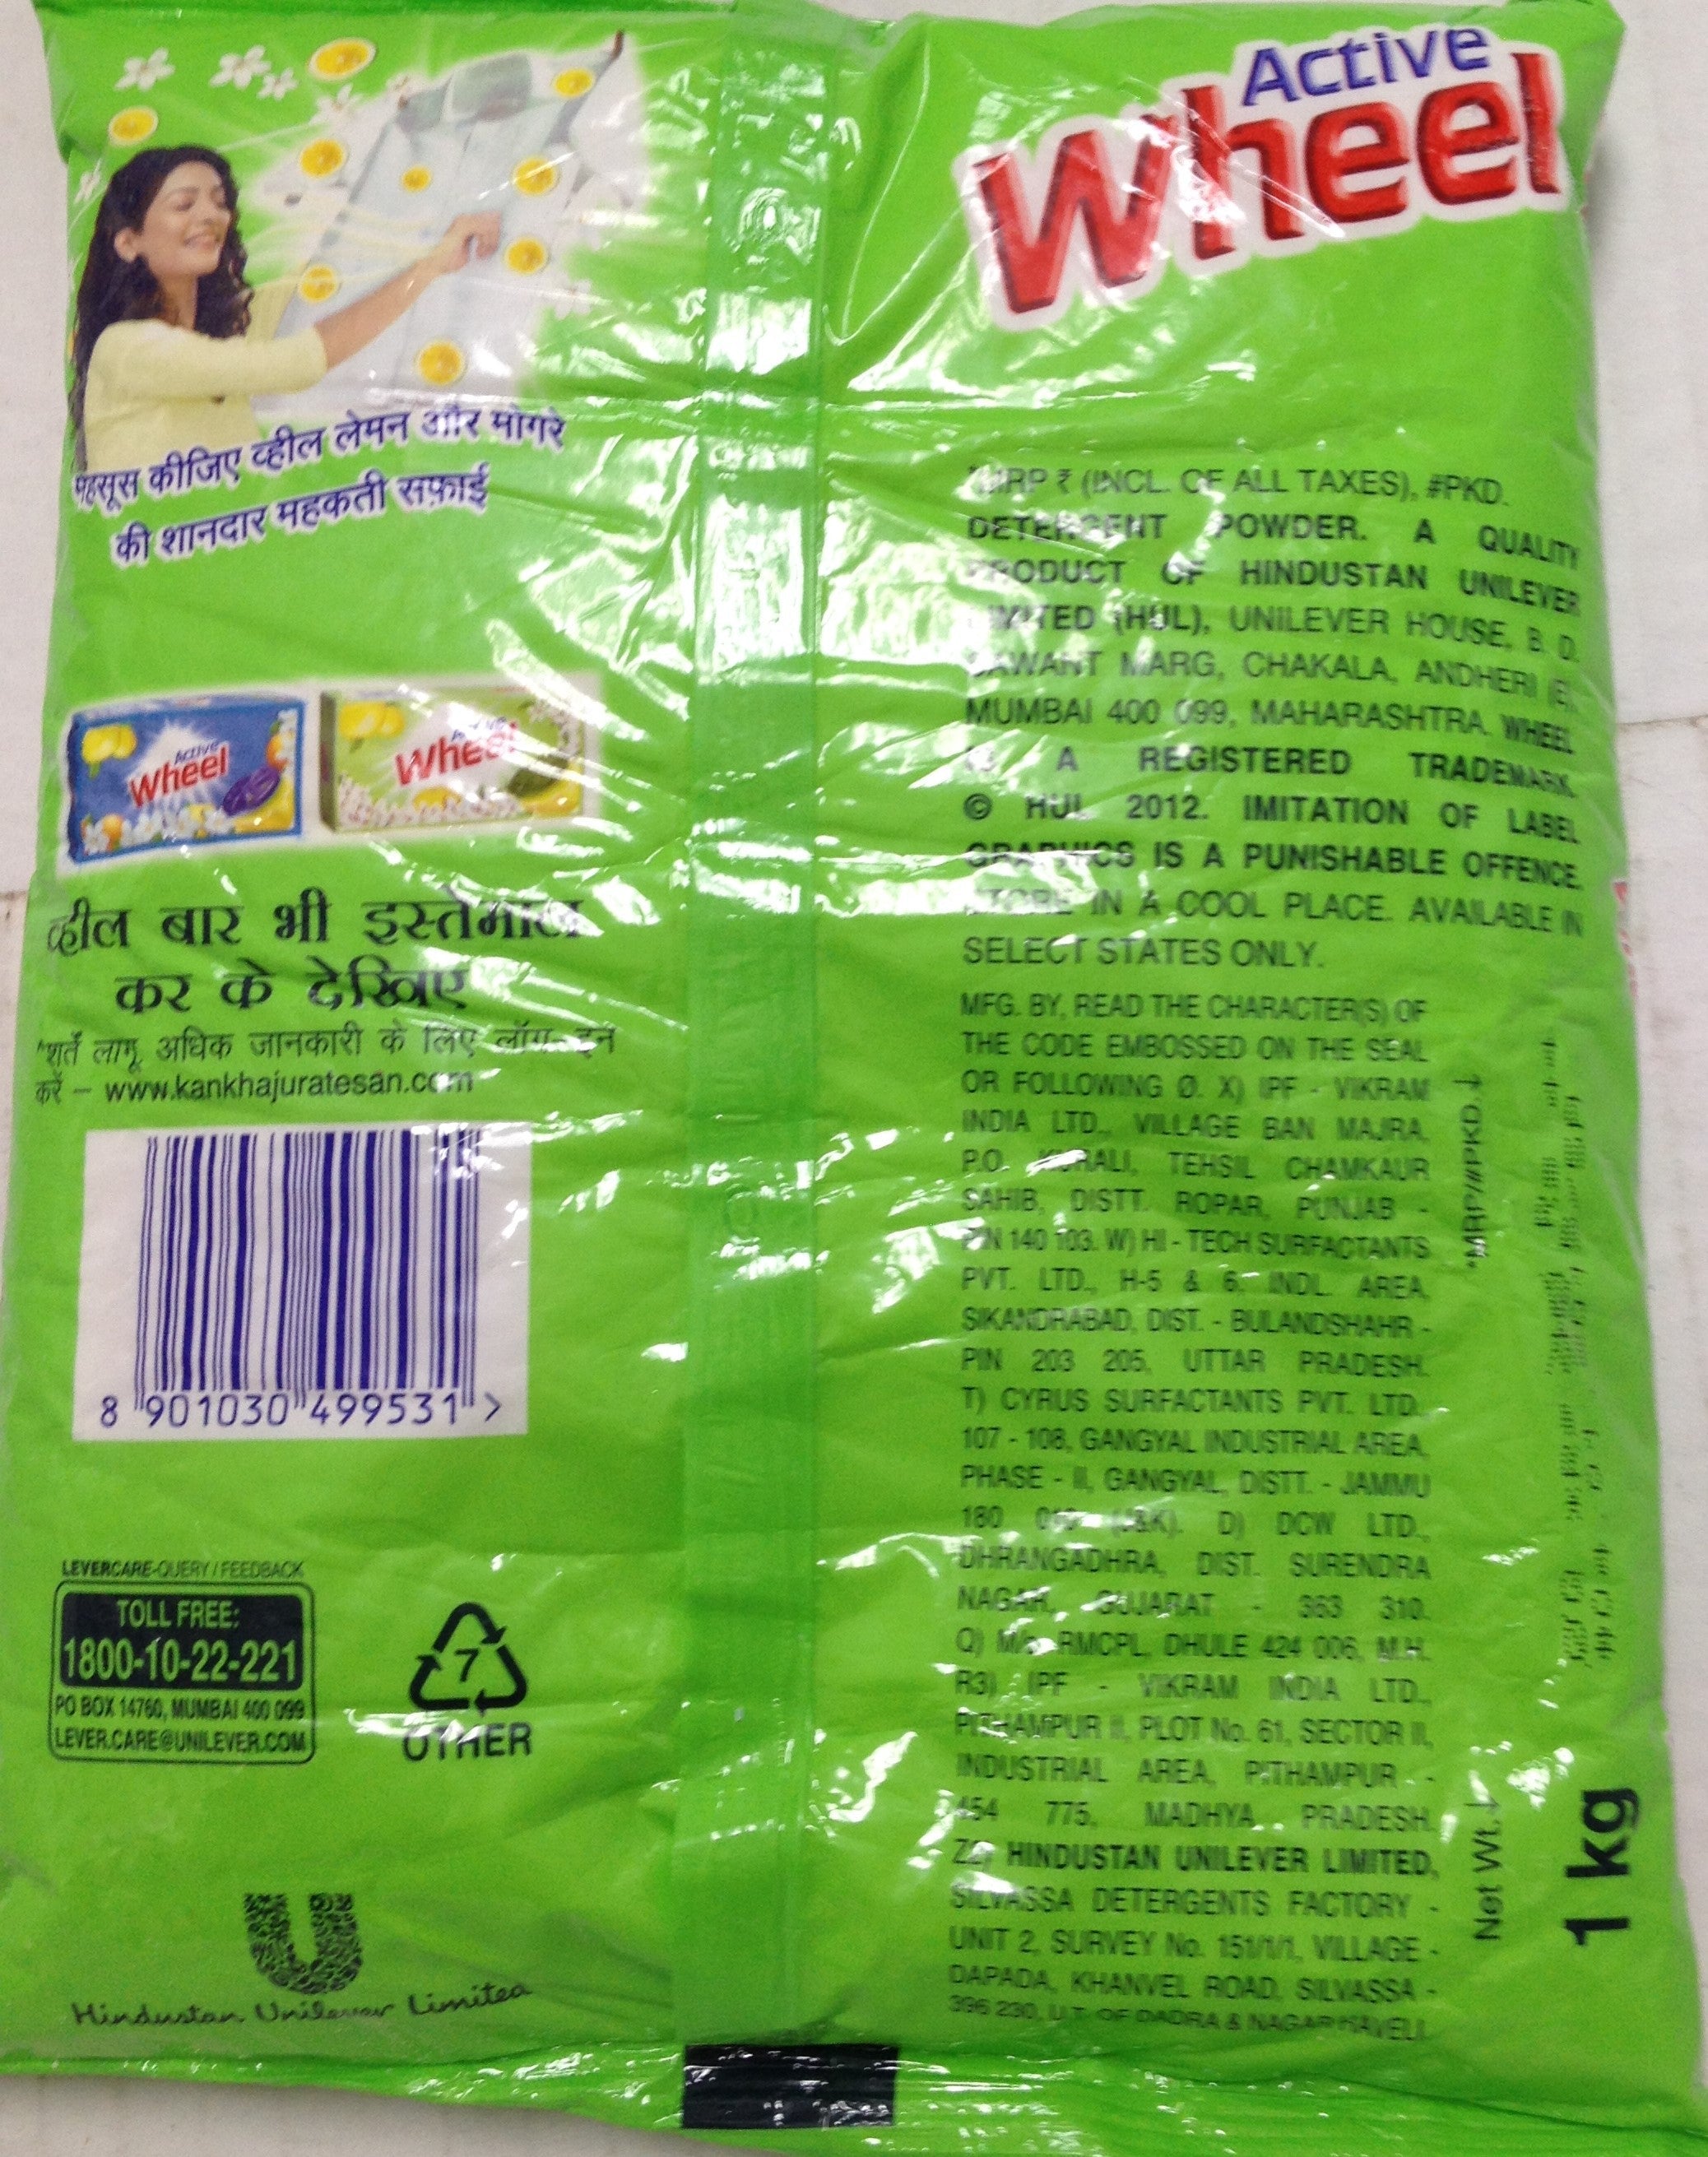 महसूस कीजिए व्हील लेमन और मोगरे
की शानदार महकती सफ़ाई
Active
Wheel
Active
Wheel
व्हील बार भी इस्तेमाल
कर के देखिए
^शर्तें लागू, अधिक जानकारी के लिए लॉग-इन
करें – www.kankhajuratesan.com
8 901030 499531 >
LEVERCARE-QUERY / FEEDBACK
TOLL FREE:
1800-10-22-221
PO BOX 14760, MUMBAI 400 099
LEVER.CARE@UNILEVER.COM
7
OTHER
Hindustan Unilever Limited
Active
Wheel
*MRP ₹ (INCL. OF ALL TAXES), #PKD.
DETERGENT POWDER. A QUALITY
PRODUCT OF HINDUSTAN UNILEVER
LIMITED (HUL), UNILEVER HOUSE, B. D.
SAWANT MARG, CHAKALA, ANDHERI (E),
MUMBAI 400 099, MAHARASHTRA. WHEEL
IS A REGISTERED TRADEMARK.
© HUL 2012. IMITATION OF LABEL
GRAPHICS IS A PUNISHABLE OFFENCE.
STORE IN A COOL PLACE. AVAILABLE IN
SELECT STATES ONLY.
MFG. BY, READ THE CHARACTER(S) OF
THE CODE EMBOSSED ON THE SEAL
OR FOLLOWING Ø. X) IPF - VIKRAM
INDIA LTD., VILLAGE BAN MAJRA,
P.O. KURALI, TEHSIL CHAMKAUR
SAHIB, DISTT. ROPAR, PUNJAB -
PIN 140 103. W) HI - TECH SURFACTANTS
PVT. LTD., H-5 & 6, INDL. AREA,
SIKANDRABAD, DIST. - BULANDSHAHR -
PIN 203 205, UTTAR PRADESH.
T) CYRUS SURFACTANTS PVT. LTD.
107 - 108, GANGYAL INDUSTRIAL AREA,
PHASE - II, GANGYAL, DISTT. - JAMMU
180 (J&K). D) DCW LTD.,
DHRANGADHRA, DIST. SURENDRA
NAGAR, GUJARAT - 363 310.
Q) M/s. RMCPL, DHULE 424 006, M.H.
R3) IPF - VIKRAM INDIA LTD.,
PITHAMPUR II, PLOT No. 61, SECTOR II,
INDUSTRIAL AREA, PITHAMPUR -
454 775, MADHYA PRADESH.
HINDUSTAN UNILEVER LIMITED,
SILVASSA DETERGENTS FACTORY -
UNIT 2, SURVEY No. 151/1/1, VILLAGE -
DAPADA, KHANVEL ROAD, SILVASSA -
396 230, U.T. OF DADRA & NAGAR HAVELI.
*MRP/#PKD.↑
Net Wt.↓
1 kg